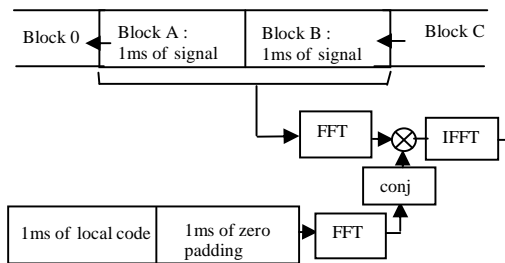 Block 0
Block A :
1ms of signal
Block B :
1ms of signal
Block C
FFT
IFFT
conj
1ms of local code
1ms of zero
padding
FFT